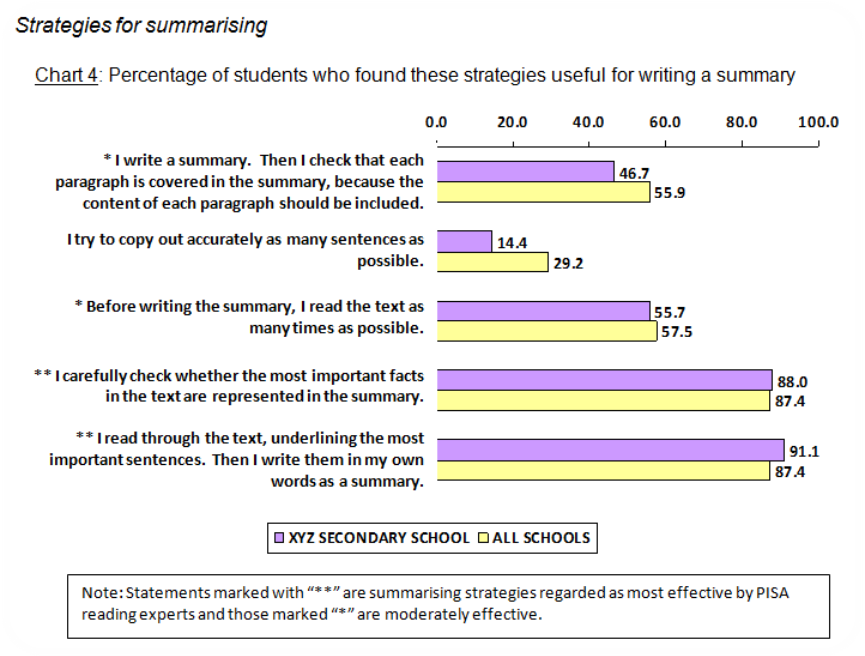 Strategies for summarising
Chart 4: Percentage of students who found these strategies useful for writing a summary
0.0 20.0 40.0 60.0 80.0 100.0
* I write a summary. Then I check that each
paragraph is covered in the summary, because the
content of each paragraph should be included.
46.7
55.9
I try to copy out accurately as many sentences as
possible.
14.4
29.2
* Before writing the summary, I read the text as
many times as possible.
55.7
57.5
** I carefully check whether the most important facts
in the text are represented in the summary.
88.0
87.4
** I read through the text, underlining the most
important sentences. Then I write them in my own
words as a summary.
91.1
87.4
XYZ SECONDARY SCHOOL ALL SCHOOLS
Note: Statements marked with “**” are summarising strategies regarded as most effective by PISA
reading experts and those marked “*” are moderately effective.